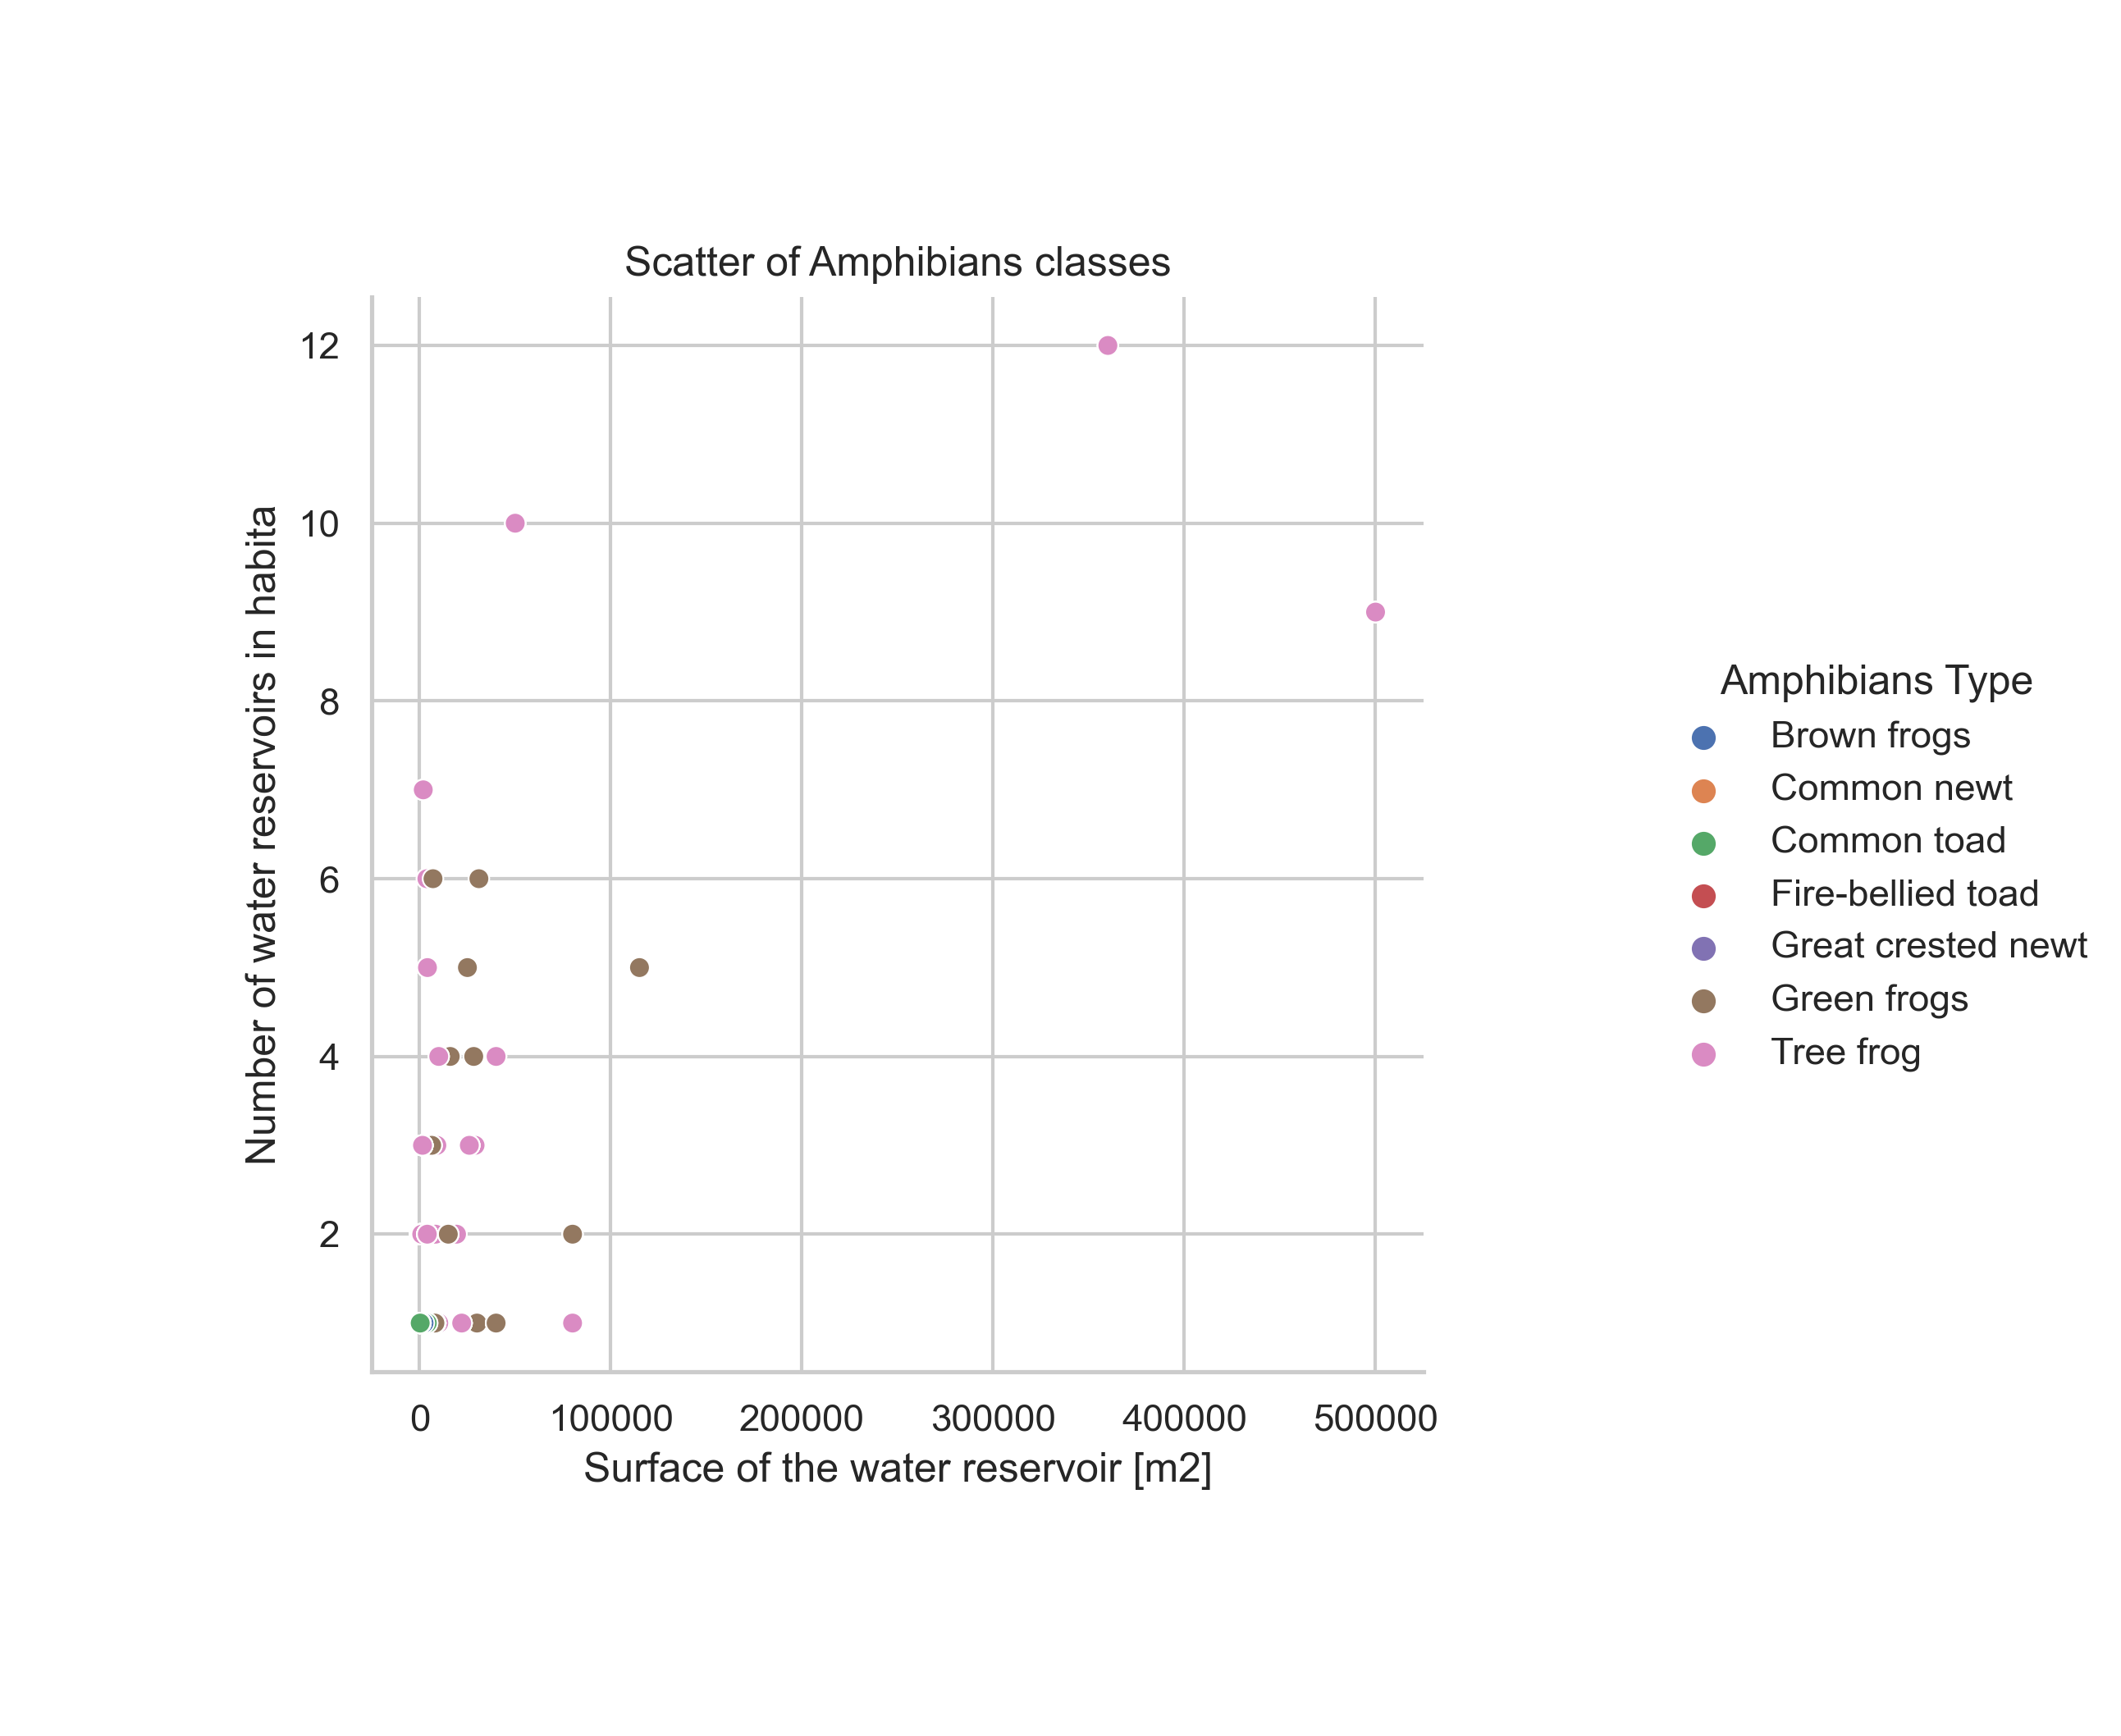 Scatter of Amphibians classes
12
10
8
6
4
2
Number of water reservoirs in habita
0 100000 200000 300000 400000 500000
Surface of the water reservoir [m2]
Amphibians Type
Brown frogs
Common newt
Common toad
Fire-bellied toad
Great crested newt
Green frogs
Tree frog